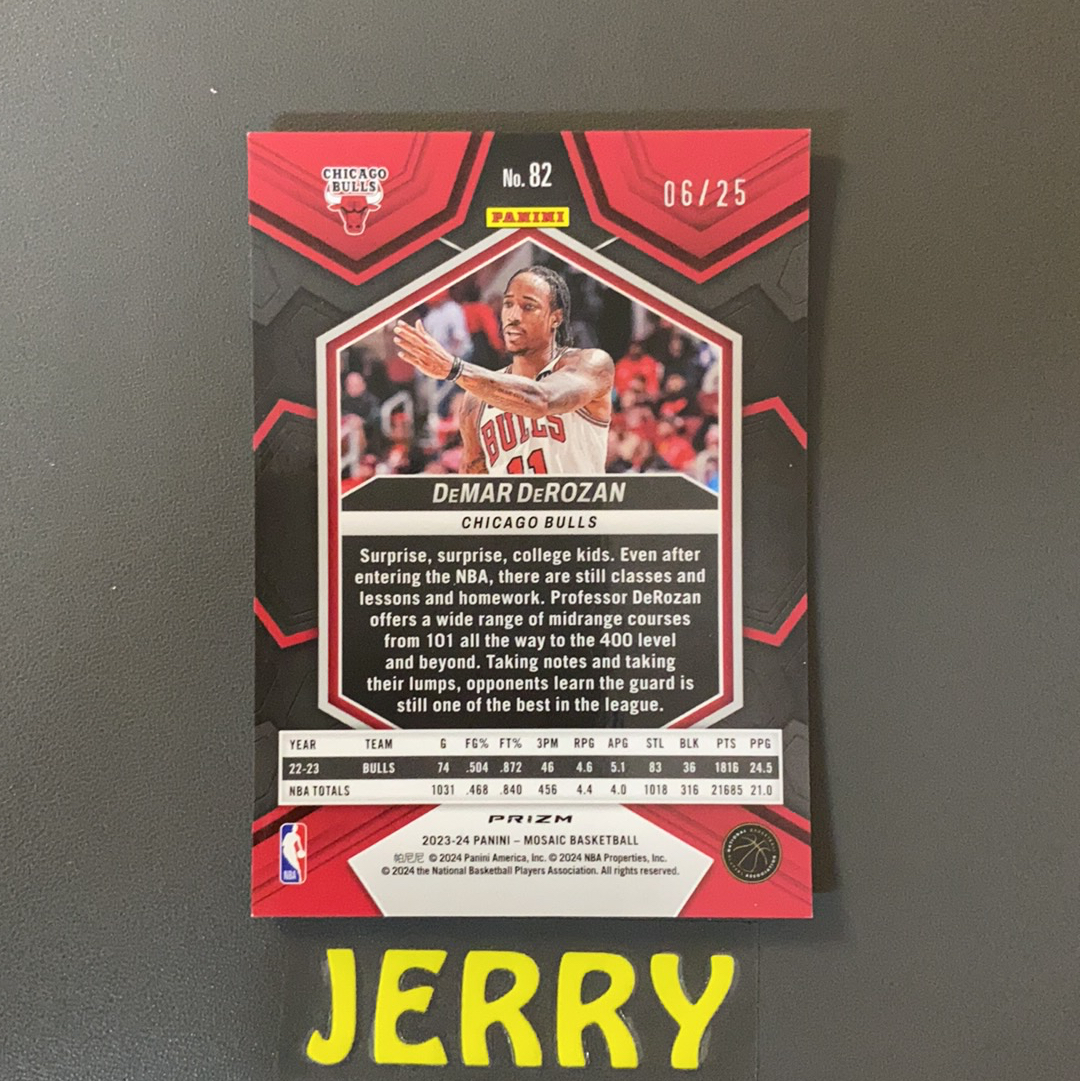 CHICAGO
BULLS
No. 82
06/25
PANINI
BULLS
11
DEMAR DEROZAN
CHICAGO BULLS
Surprise, surprise, college kids. Even after
entering the NBA, there are still classes and
lessons and homework. Professor DeRozan
offers a wide range of midrange courses
from 101 all the way to the 400 level
and beyond. Taking notes and taking
their lumps, opponents learn the guard is
still one of the best in the league.
YEAR TEAM G FG% FT% 3PM RPG APG STL BLK PTS PPG
22-23 BULLS 74 .504 .872 46 4.6 5.1 83 36 1816 24.5
NBA TOTALS 1031 .468 .840 456 4.4 4.0 1018 316 21685 21.0
PRIZM
2023-24 PANINI – MOSAIC BASKETBALL
帕尼尼 © 2024 Panini America, Inc. © 2024 NBA Properties, Inc.
© 2024 the National Basketball Players Association. All rights reserved.
NBA
NATIONAL BASKETBALL
PLAYERS ASSOCIATION
JERRY